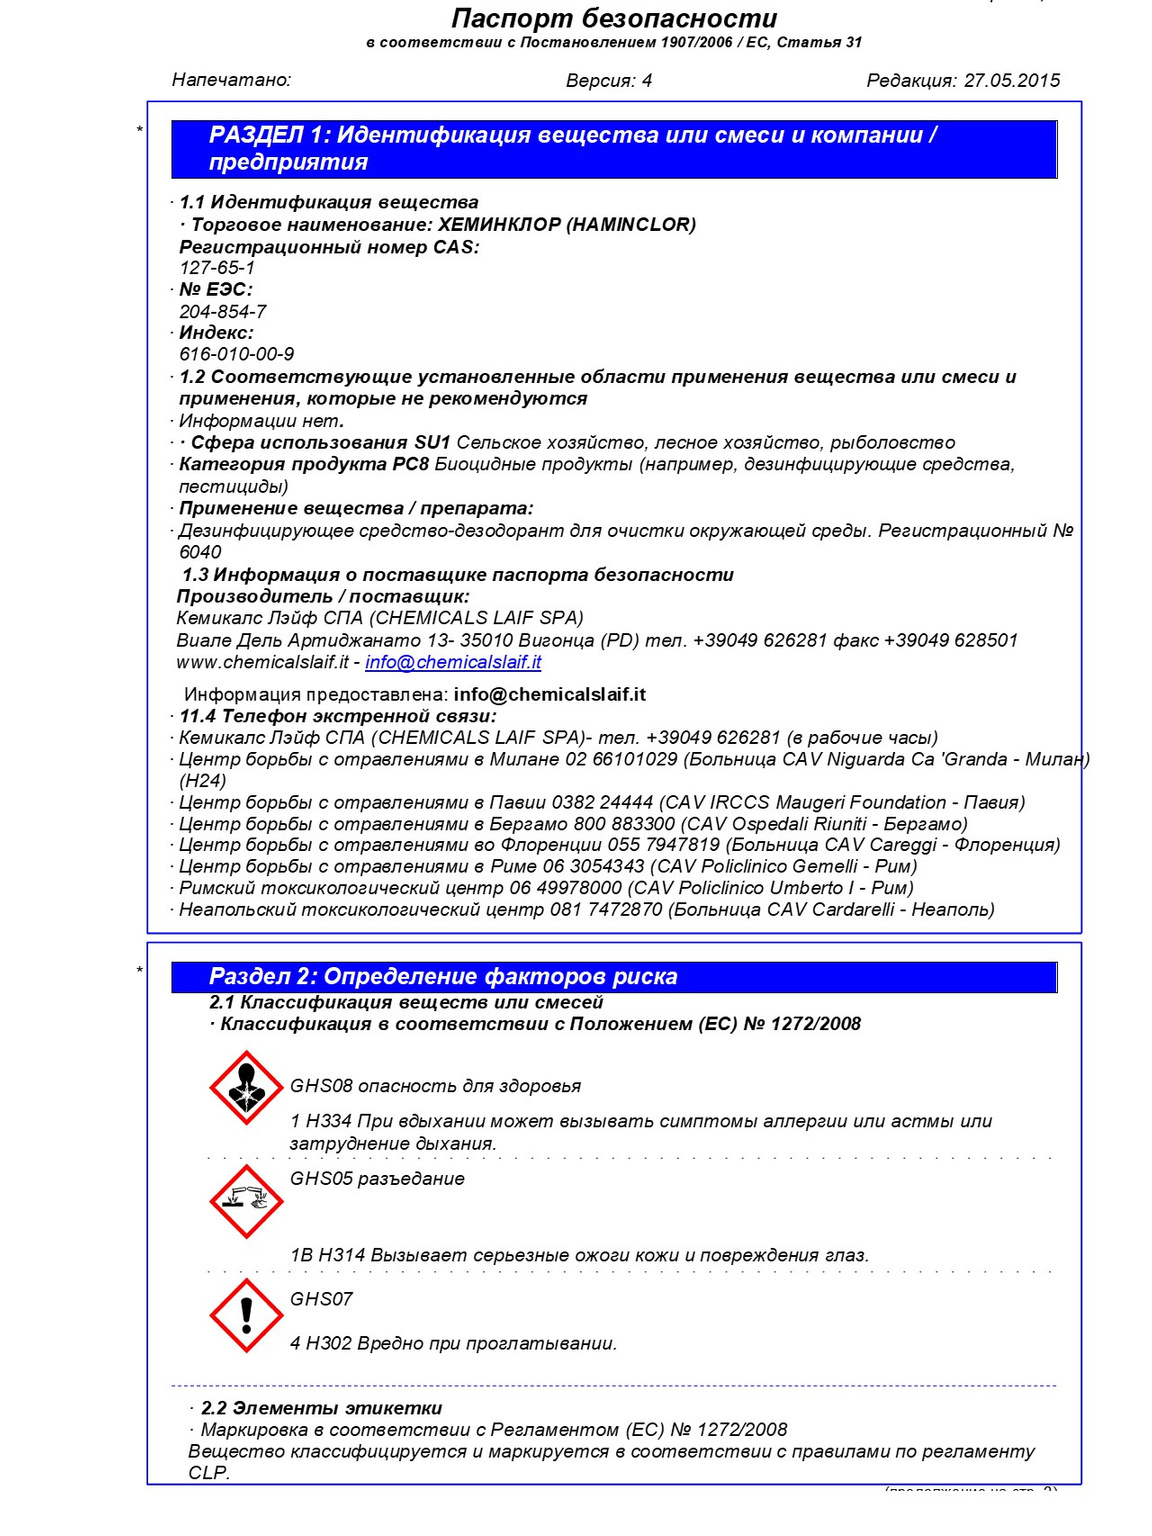 Паспорт безопасности
в соответствии с Постановлением 1907/2006 / ЕС, Статья 31
Напечатано: Версия: 4 Редакция: 27.05.2015
* РАЗДЕЛ 1: Идентификация вещества или смеси и компании /
предприятия
· 1.1 Идентификация вещества
· Торговое наименование: ХЕМИНКЛОР (HAMINCLOR)
Регистрационный номер CAS:
127-65-1
· № ЕЭС:
204-854-7
· Индекс:
616-010-00-9
· 1.2 Соответствующие установленные области применения вещества или смеси и
применения, которые не рекомендуются
· Информации нет.
· · Сфера использования SU1 Сельское хозяйство, лесное хозяйство, рыболовство
· Категория продукта PC8 Биоцидные продукты (например, дезинфицирующие средства,
пестициды)
· Применение вещества / препарата:
· Дезинфицирующее средство-дезодорант для очистки окружающей среды. Регистрационный №
6040
1.3 Информация о поставщике паспорта безопасности
Производитель / поставщик:
Кемикалс Лэйф СПА (CHEMICALS LAIF SPA)
Виале Дель Артиджанато 13- 35010 Вигонца (PD) тел. +39049 626281 факс +39049 628501
www.chemicalslaif.it - info@chemicalslaif.it
Информация предоставлена: info@chemicalslaif.it
· 11.4 Телефон экстренной связи:
· Кемикалс Лэйф СПА (CHEMICALS LAIF SPA)- тел. +39049 626281 (в рабочие часы)
· Центр борьбы с отравлениями в Милане 02 66101029 (Больница CAV Niguarda Ca 'Granda - Милан)
(H24)
· Центр борьбы с отравлениями в Павии 0382 24444 (CAV IRCCS Maugeri Foundation - Павия)
· Центр борьбы с отравлениями в Бергамо 800 883300 (CAV Ospedali Riuniti - Бергамо)
· Центр борьбы с отравлениями во Флоренции 055 7947819 (Больница CAV Careggi - Флоренция)
· Центр борьбы с отравлениями в Риме 06 3054343 (CAV Policlinico Gemelli - Рим)
· Римский токсикологический центр 06 49978000 (CAV Policlinico Umberto I - Рим)
· Неапольский токсикологический центр 081 7472870 (Больница CAV Cardarelli - Неаполь)
* Раздел 2: Определение факторов риска
2.1 Классификация веществ или смесей
· Классификация в соответствии с Положением (ЕС) № 1272/2008
GHS08 опасность для здоровья
1 H334 При вдыхании может вызывать симптомы аллергии или астмы или
затруднение дыхания.
GHS05 разъедание
1B H314 Вызывает серьезные ожоги кожи и повреждения глаз.
GHS07
4 H302 Вредно при проглатывании.
· 2.2 Элементы этикетки
· Маркировка в соответствии с Регламентом (ЕС) № 1272/2008
Вещество классифицируется и маркируется в соответствии с правилами по регламенту
CLP.